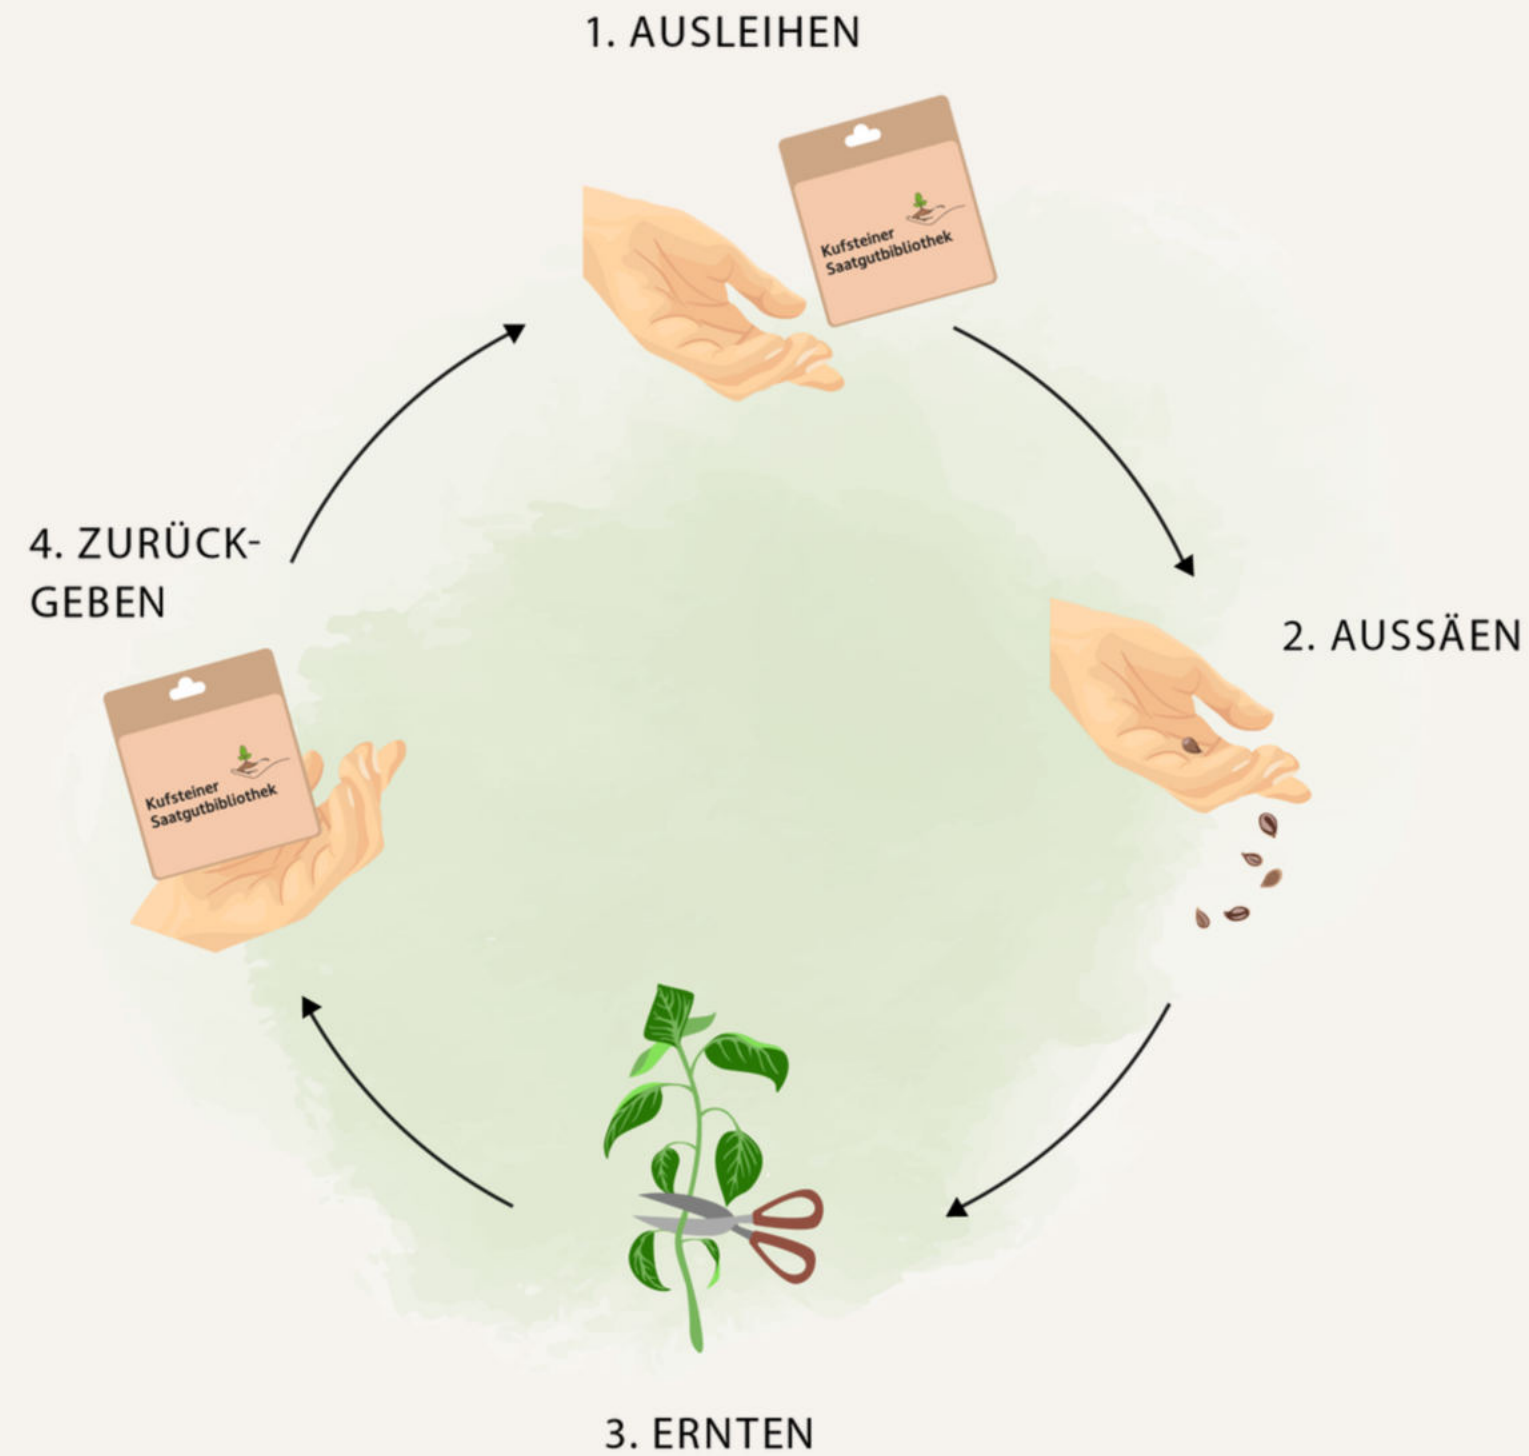 1. AUSLEIHEN
Kufsteiner
Saatgutbibliothek
2. AUSSÄEN
3. ERNTEN
4. ZURÜCK-
GEBEN
Kufsteiner
Saatgutbibliothek